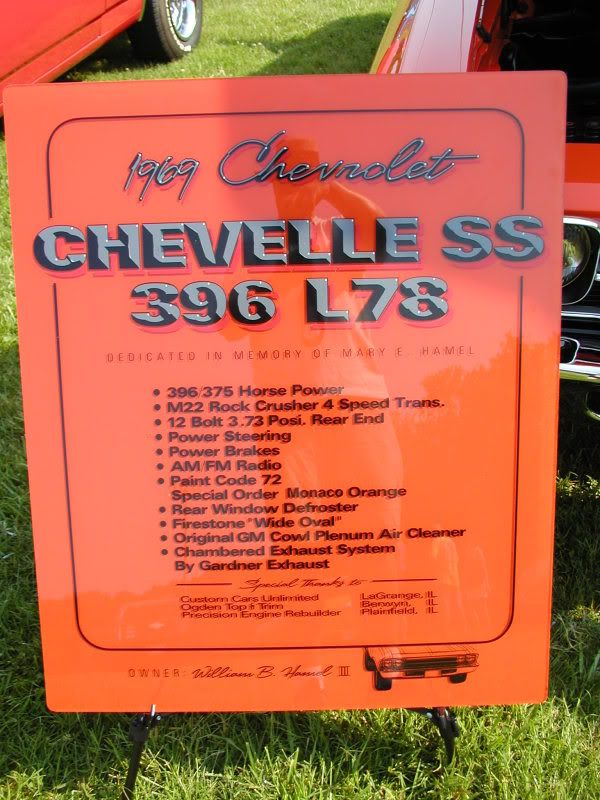 1969 Chevrolet
CHEVELLE SS
396 L78
DEDICATED IN MEMORY OF MARY E. HAMEL
• 396/375 Horse Power
• M22 Rock Crusher 4 Speed Trans.
• 12 Bolt 3.73 Posi. Rear End
• Power Steering
• Power Brakes
• AM/FM Radio
• Paint Code 72
Special Order Monaco Orange
• Rear Window Defroster
• Firestone "Wide Oval"
• Original GM Cowl Plenum Air Cleaner
• Chambered Exhaust System
By Gardner Exhaust
Special Thanks to
Custom Cars Unlimited LaGrange, IL
Ogden Top & Trim Berwyn, IL
Precision Engine Rebuilder Plainfield, IL
OWNER: William B. Hamel III